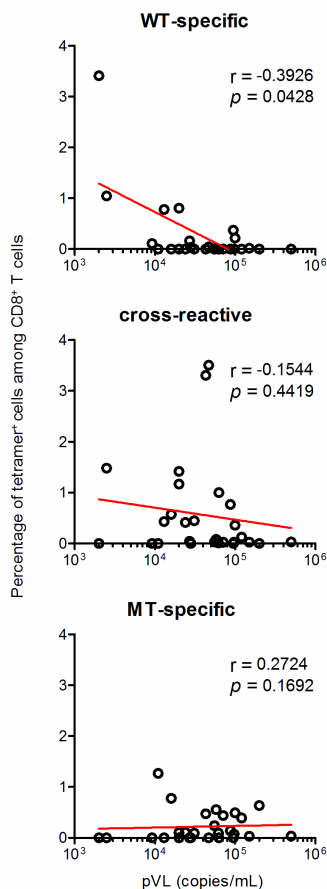 WT-specific
4
r = -0.3926
p = 0.0428
3
2
1
0
10³ 10⁴ 10⁵ 10⁶
cross-reactive
4
r = -0.1544
p = 0.4419
3
2
1
0
10³ 10⁴ 10⁵ 10⁶
MT-specific
4
r = 0.2724
p = 0.1692
3
2
1
0
10³ 10⁴ 10⁵ 10⁶
pVL (copies/mL)
Percentage of tetramer⁺ cells among CD8⁺ T cells